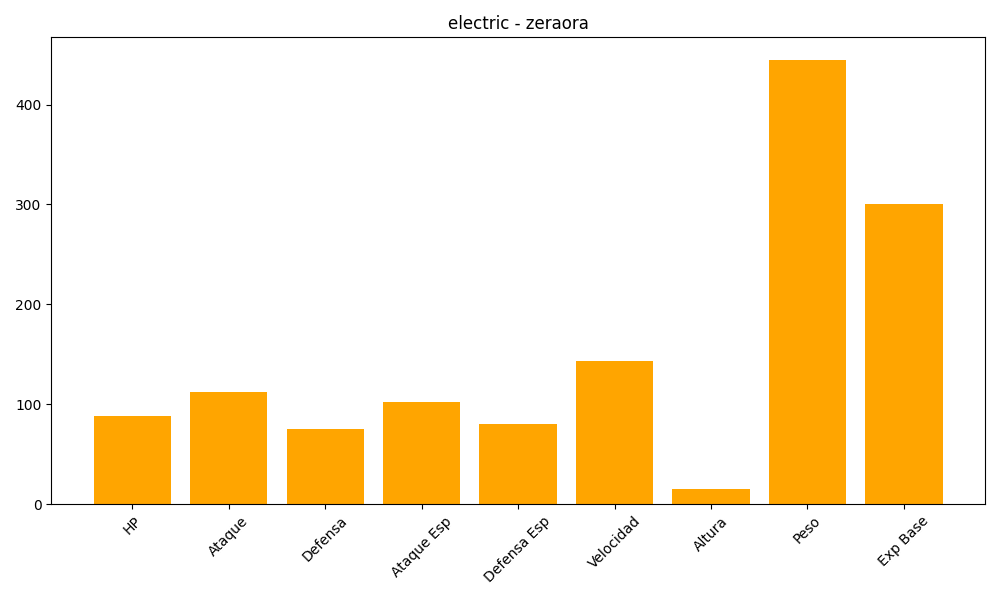 electric - zeraora
400
300
200
100
0
HP
Ataque
Defensa
Ataque Esp
Defensa Esp
Velocidad
Altura
Peso
Exp Base